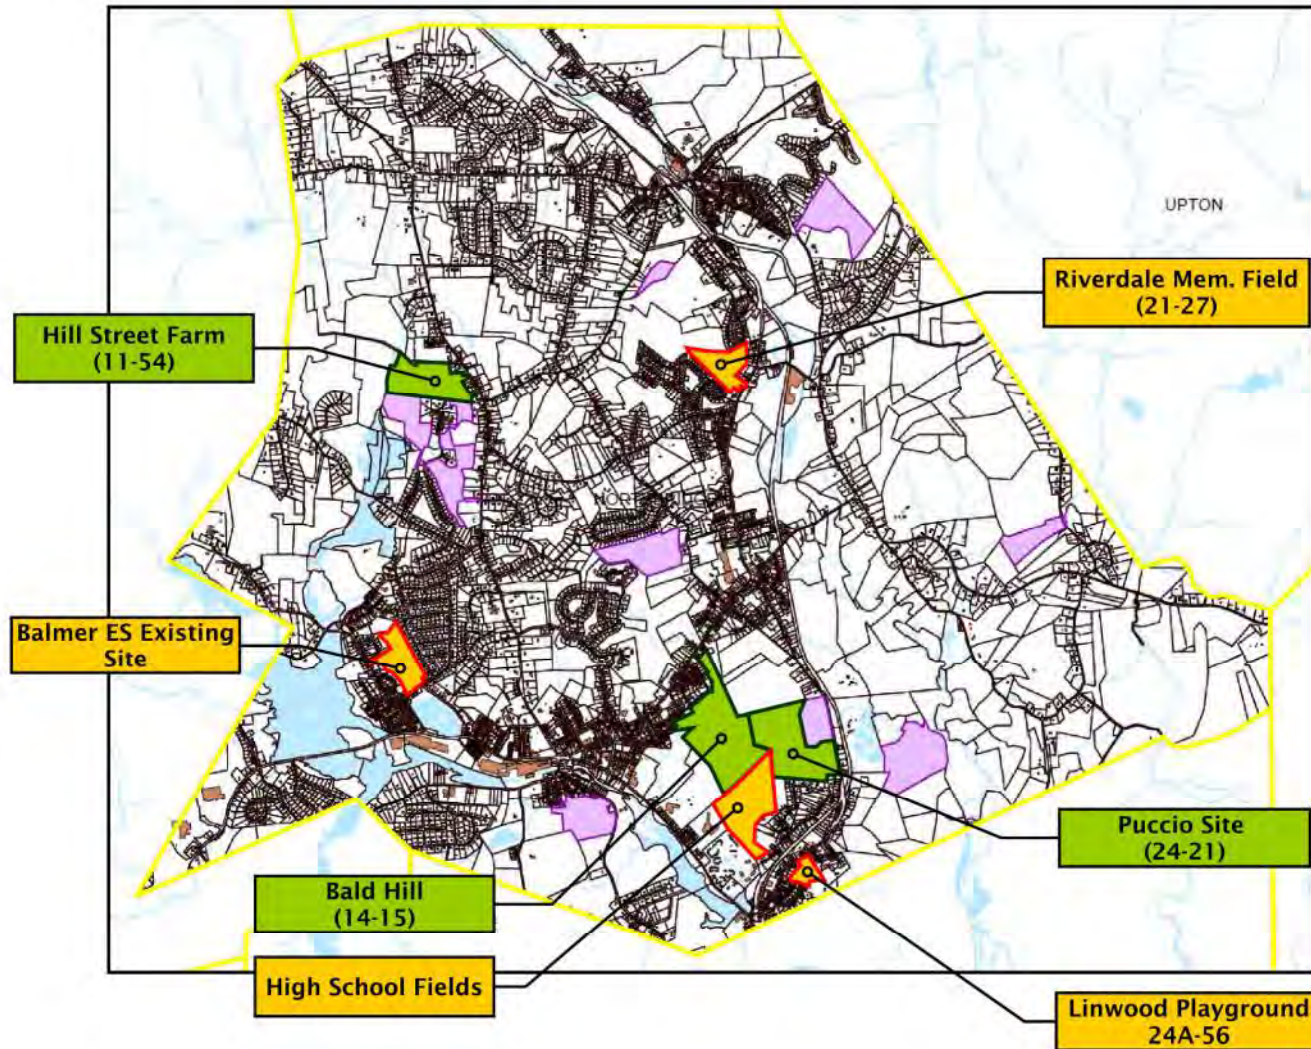 UPTON
Riverdale Mem. Field
(21-27)
Hill Street Farm
(11-54)
Balmer ES Existing
Site
Puccio Site
(24-21)
Bald Hill
(14-15)
High School Fields
Linwood Playground
24A-56